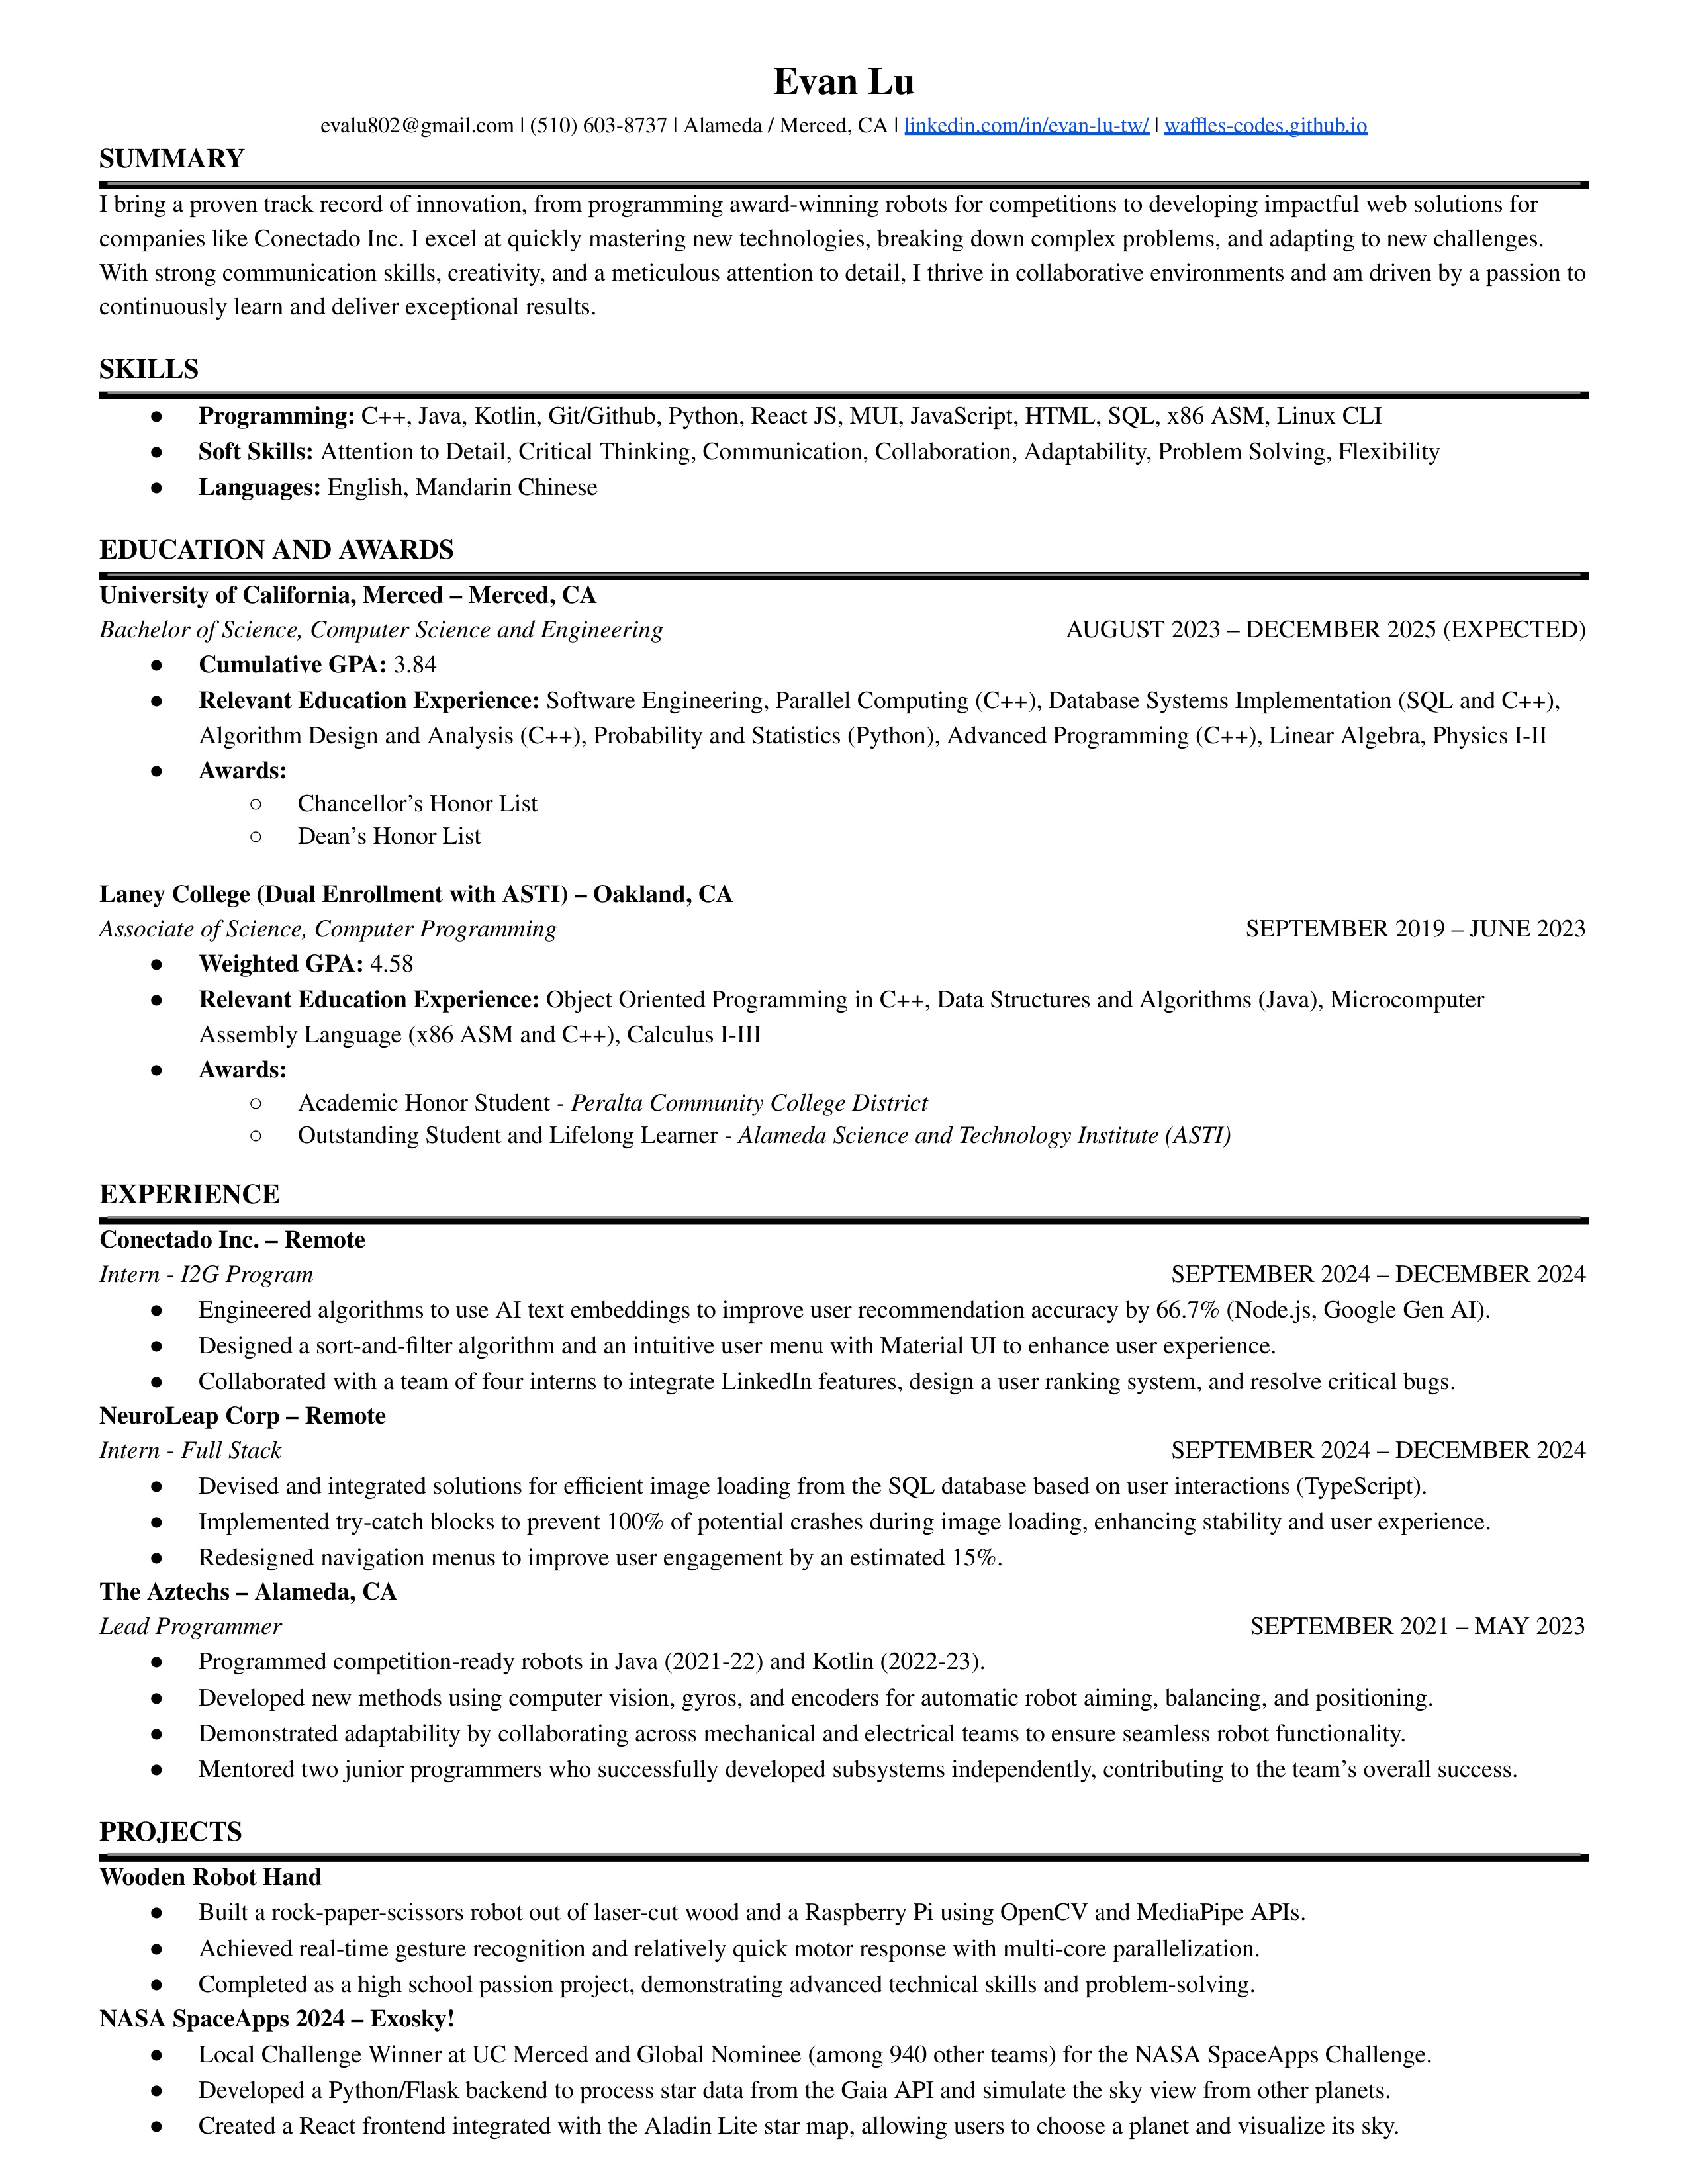 Evan Lu
evalu802@gmail.com | (510) 603-8737 | Alameda / Merced, CA | linkedin.com/in/evan-lu-tw/ | waffles-codes.github.io
SUMMARY
I bring a proven track record of innovation, from programming award-winning robots for competitions to developing impactful web solutions for
companies like Conectado Inc. I excel at quickly mastering new technologies, breaking down complex problems, and adapting to new challenges.
With strong communication skills, creativity, and a meticulous attention to detail, I thrive in collaborative environments and am driven by a passion to
continuously learn and deliver exceptional results.
SKILLS
● Programming: C++, Java, Kotlin, Git/Github, Python, React JS, MUI, JavaScript, HTML, SQL, x86 ASM, Linux CLI
● Soft Skills: Attention to Detail, Critical Thinking, Communication, Collaboration, Adaptability, Problem Solving, Flexibility
● Languages: English, Mandarin Chinese
EDUCATION AND AWARDS
University of California, Merced – Merced, CA
Bachelor of Science, Computer Science and Engineering AUGUST 2023 – DECEMBER 2025 (EXPECTED)
● Cumulative GPA: 3.84
● Relevant Education Experience: Software Engineering, Parallel Computing (C++), Database Systems Implementation (SQL and C++),
Algorithm Design and Analysis (C++), Probability and Statistics (Python), Advanced Programming (C++), Linear Algebra, Physics I-II
● Awards:
○ Chancellor’s Honor List
○ Dean’s Honor List
Laney College (Dual Enrollment with ASTI) – Oakland, CA
Associate of Science, Computer Programming SEPTEMBER 2019 – JUNE 2023
● Weighted GPA: 4.58
● Relevant Education Experience: Object Oriented Programming in C++, Data Structures and Algorithms (Java), Microcomputer
Assembly Language (x86 ASM and C++), Calculus I-III
● Awards:
○ Academic Honor Student - Peralta Community College District
○ Outstanding Student and Lifelong Learner - Alameda Science and Technology Institute (ASTI)
EXPERIENCE
Conectado Inc. – Remote
Intern - I2G Program SEPTEMBER 2024 – DECEMBER 2024
● Engineered algorithms to use AI text embeddings to improve user recommendation accuracy by 66.7% (Node.js, Google Gen AI).
● Designed a sort-and-filter algorithm and an intuitive user menu with Material UI to enhance user experience.
● Collaborated with a team of four interns to integrate LinkedIn features, design a user ranking system, and resolve critical bugs.
NeuroLeap Corp – Remote
Intern - Full Stack SEPTEMBER 2024 – DECEMBER 2024
● Devised and integrated solutions for efficient image loading from the SQL database based on user interactions (TypeScript).
● Implemented try-catch blocks to prevent 100% of potential crashes during image loading, enhancing stability and user experience.
● Redesigned navigation menus to improve user engagement by an estimated 15%.
The Aztechs – Alameda, CA
Lead Programmer SEPTEMBER 2021 – MAY 2023
● Programmed competition-ready robots in Java (2021-22) and Kotlin (2022-23).
● Developed new methods using computer vision, gyros, and encoders for automatic robot aiming, balancing, and positioning.
● Demonstrated adaptability by collaborating across mechanical and electrical teams to ensure seamless robot functionality.
● Mentored two junior programmers who successfully developed subsystems independently, contributing to the team’s overall success.
PROJECTS
Wooden Robot Hand
● Built a rock-paper-scissors robot out of laser-cut wood and a Raspberry Pi using OpenCV and MediaPipe APIs.
● Achieved real-time gesture recognition and relatively quick motor response with multi-core parallelization.
● Completed as a high school passion project, demonstrating advanced technical skills and problem-solving.
NASA SpaceApps 2024 – Exosky!
● Local Challenge Winner at UC Merced and Global Nominee (among 940 other teams) for the NASA SpaceApps Challenge.
● Developed a Python/Flask backend to process star data from the Gaia API and simulate the sky view from other planets.
● Created a React frontend integrated with the Aladin Lite star map, allowing users to choose a planet and visualize its sky.